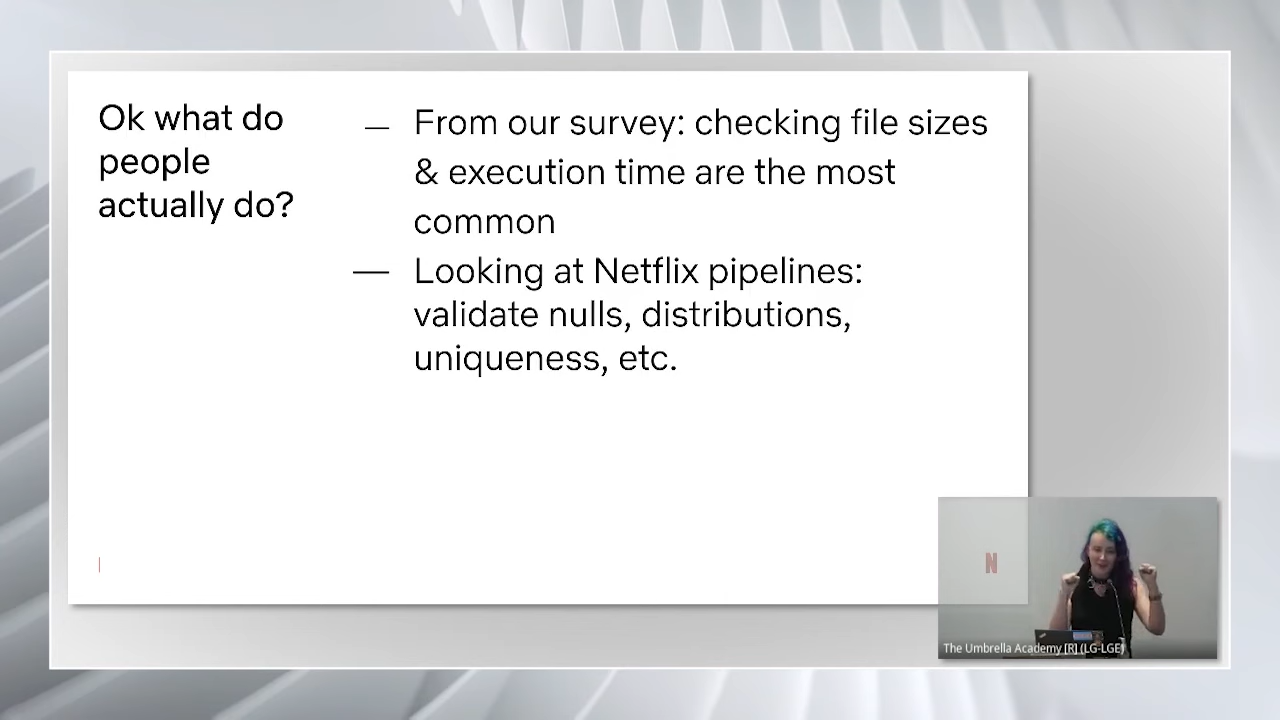 Ok what do
people
actually do?
— From our survey: checking file sizes
& execution time are the most
common
— Looking at Netflix pipelines:
validate nulls, distributions,
uniqueness, etc.
N
The Umbrella Academy [R] (LG-LGE)